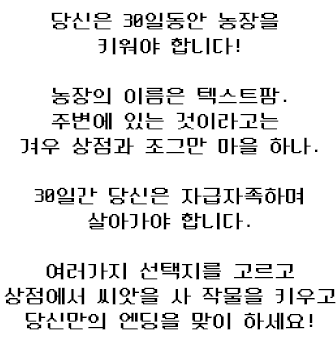 당신은 30일동안 농장을
키워야 합니다!
농장의 이름은 텍스트팜.
주변에 있는 것이라고는
겨우 상점과 조그만 마을 하나.
30일간 당신은 자급자족하며
살아가야 합니다.
여러가지 선택지를 고르고
상점에서 씨앗을 사 작물을 키우고
당신만의 엔딩을 맞이 하세요!